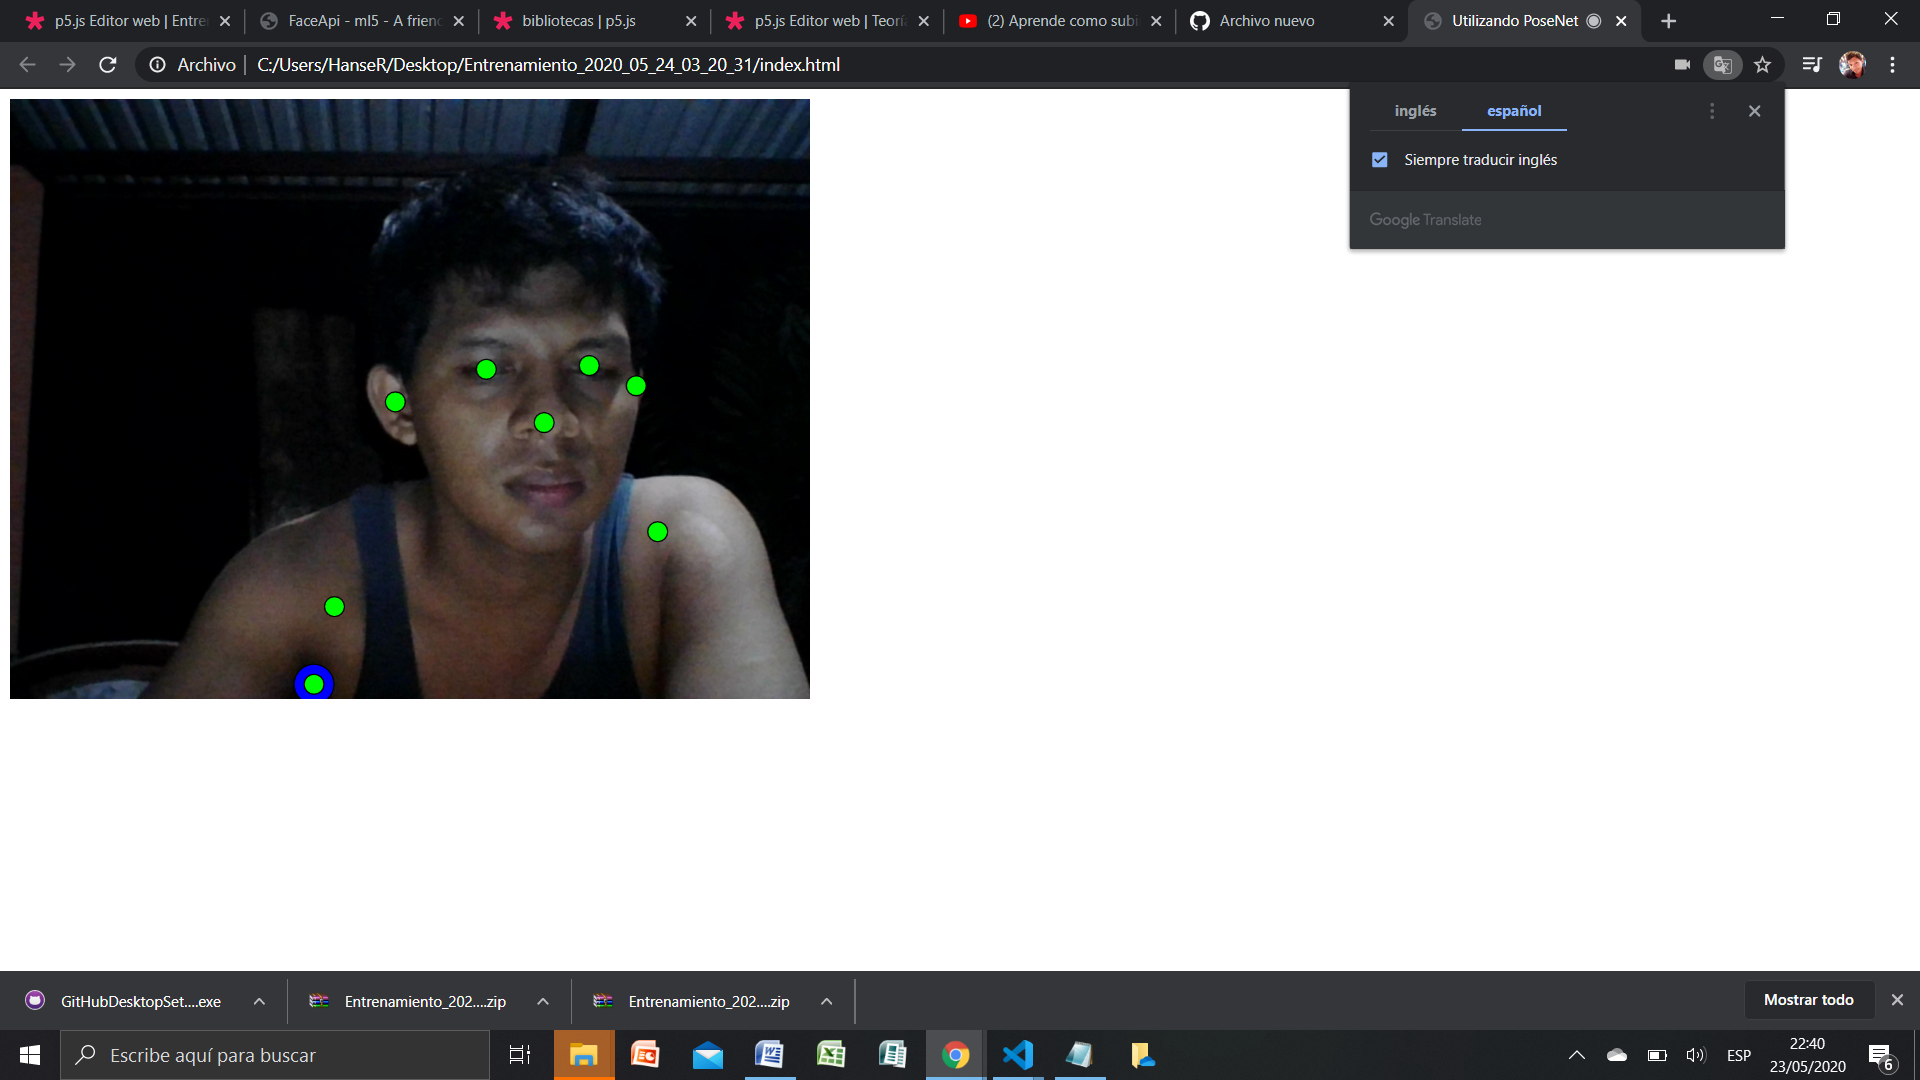 p5.js Editor web | Entre
FaceApi - ml5 - A frienc
bibliotecas | p5.js
p5.js Editor web | Teorí
(2) Aprende como subi
Archivo nuevo
Utilizando PoseNet
Archivo
C:/Users/HanseR/Desktop/Entrenamiento_2020_05_24_03_20_31/index.html
inglés
español
Siempre traducir inglés
Google Translate
GitHubDesktopSet....exe
Entrenamiento_202....zip
Entrenamiento_202....zip
Mostrar todo
Escribe aquí para buscar
ESP
22:40
23/05/2020
6